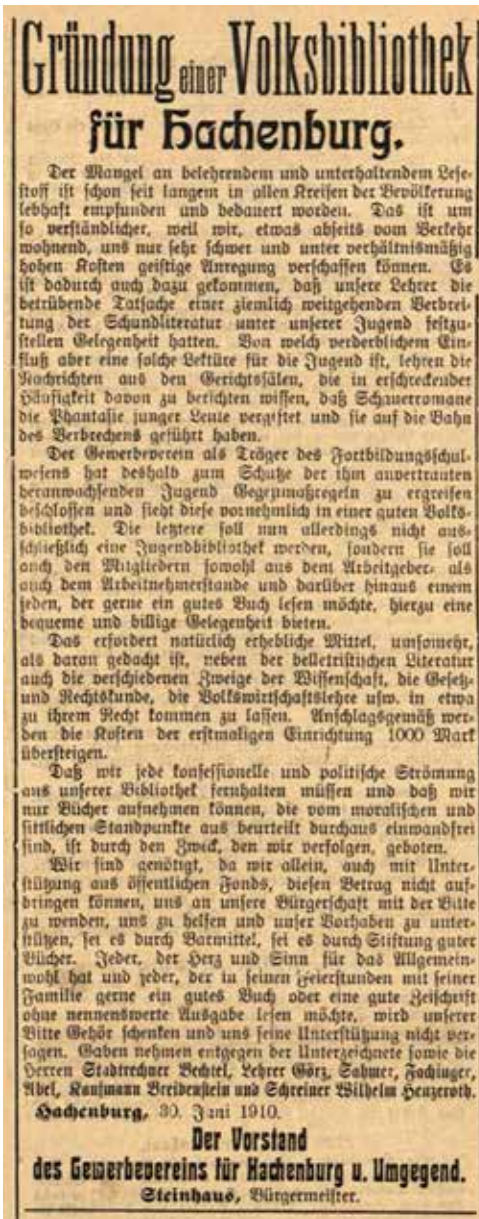 Gründung einer Volksbibliothek
für Hachenburg.
Der Mangel an belehrendem und unterhaltendem Lese-
stoff ist schon seit langem in allen Kreisen der Bevölkerung
lebhaft empfunden und bedauert worden. Das ist um
so verständlicher, weil wir, etwas abseits vom Verkehr
wohnend, uns nur sehr schwer und unter verhältnismäßig
hohen Kosten geistige Anregung verschaffen können. Es
ist dadurch auch dazu gekommen, daß unsere Lehrer die
betrübende Tatsache einer ziemlich weitgehenden Verbrei-
tung der Schundliteratur unter unserer Jugend festzu-
stellen Gelegenheit hatten. Von welch verderblichem Ein-
fluß aber eine solche Lektüre für die Jugend ist, lehren die
Nachrichten aus den Gerichtssälen, die in erschreckender
Häufigkeit davon zu berichten wissen, daß Schauerromane
die Phantasie junger Leute vergiftet und sie auf die Bahn
des Verbrechens geführt haben.
Der Gewerbeverein als Träger des Fortbildungsschul-
wesens hat deshalb zum Schutze der ihm anvertrauten
heranwachsenden Jugend Gegenmaßregeln zu ergreifen
beschlossen und sieht diese vornehmlich in einer guten Volks-
bibliothek. Die letztere soll nun allerdings nicht aus-
schließlich eine Jugendbibliothek werden, sondern sie soll
auch den Mitgliedern sowohl aus dem Arbeitgeber- als
auch dem Arbeitnehmerstande und darüber hinaus einem
jeden, der gerne ein gutes Buch lesen möchte, hierzu eine
bequeme und billige Gelegenheit bieten.
Das erfordert natürlich erhebliche Mittel, umsomehr,
als daran gedacht ist, neben der belletristischen Literatur
auch die verschiedenen Zweige der Wissenschaft, die Gesetz-
und Rechtskunde, die Volkswirtschaftslehre usw. in etwa
zu ihrem Recht kommen zu lassen. Anschlagsgemäß wer-
den die Kosten der erstmaligen Einrichtung 1000 Mark
übersteigen.
Daß wir jede konfessionelle und politische Strömung
aus unserer Bibliothek fernhalten müssen und daß wir
nur Bücher aufnehmen können, die vom moralischen und
sittlichen Standpunkte aus beurteilt durchaus einwandfrei
sind, ist durch den Zweck, den wir verfolgen, geboten.
Wir sind genötigt, da wir allein, auch mit Unter-
stützung aus öffentlichen Fonds, diesen Betrag nicht auf-
bringen können, uns an unsere Bürgerschaft mit der Bitte
zu wenden, uns zu helfen und unser Vorhaben zu unter-
stützen, sei es durch Barmittel, sei es durch Stiftung guter
Bücher. Jeder, der Herz und Sinn für das Allgemein-
wohl hat und jeder, der in seinen Feierstunden mit seiner
Familie gerne ein gutes Buch oder eine gute Zeischrift
ohne nennenswerte Ausgabe lesen möchte, wird unserer
Bitte Gehör schenken und uns seine Unterstützung nicht ver-
sagen. Gaben nehmen entgegen der Unterzeichnete sowie die
Herren Stadtrechner Bechtel, Lehrer Görz, Sahmer, Fachinger,
Abel, Kaufmann Breidenstein und Schreiner Wilhelm Henzeroth.
Hachenburg, 30. Juni 1910.
Der Vorstand
des Gewerbevereins für Hachenburg u. Umgegend.
Steinhaus, Bürgermeister.